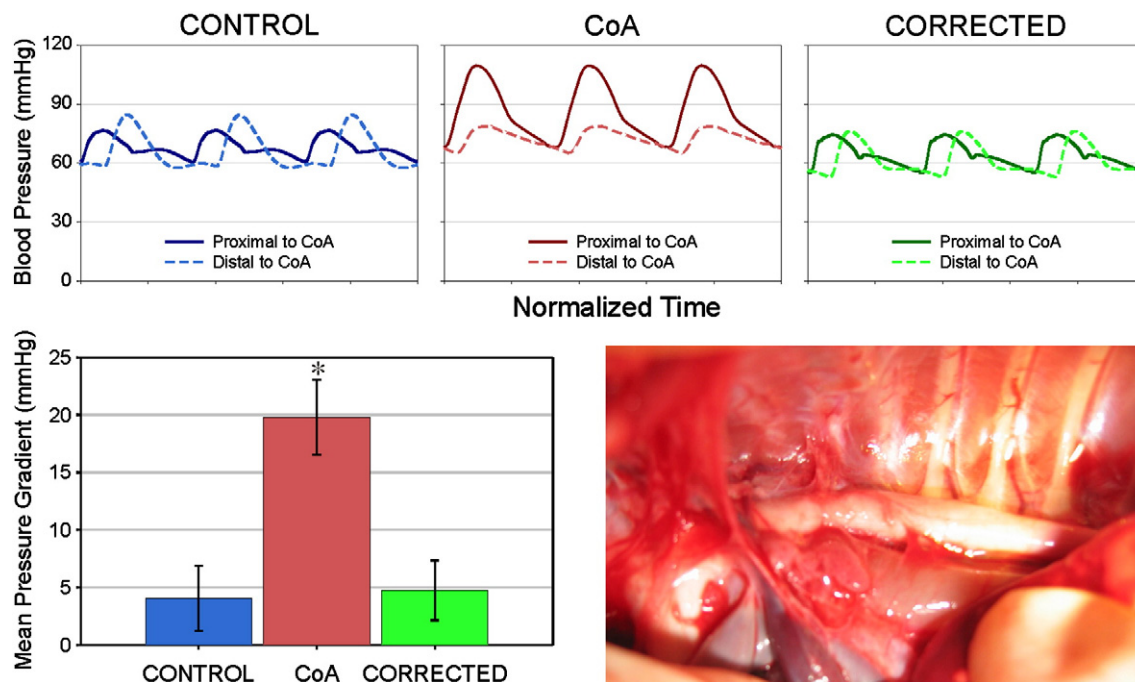 CONTROL
CoA
CORRECTED
Blood Pressure (mmHg)
120
90
60
30
0
Proximal to CoA
Distal to CoA
Proximal to CoA
Distal to CoA
Proximal to CoA
Distal to CoA
Normalized Time
Mean Pressure Gradient (mmHg)
25
20
15
10
5
0
*
CONTROL
CoA
CORRECTED